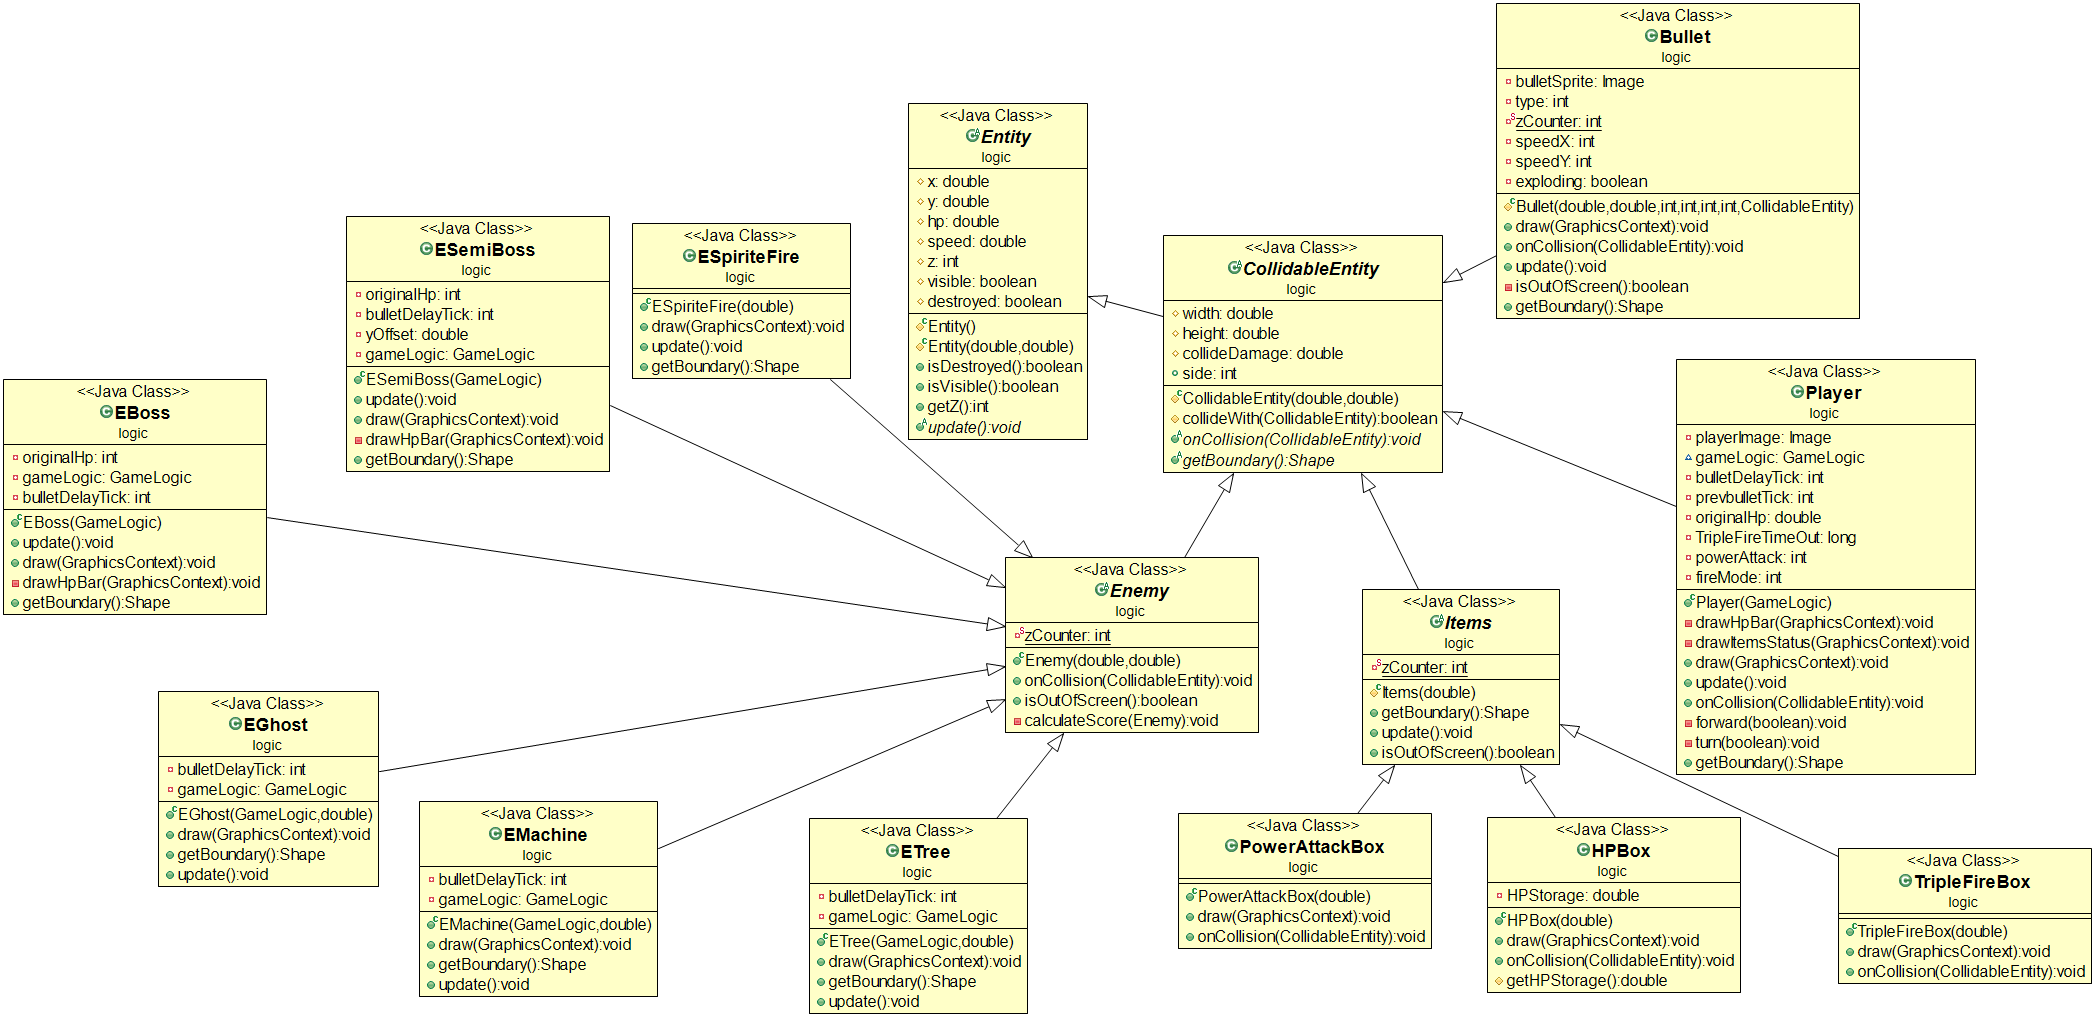 <<Java Class>>
Bullet
logic
bulletSprite: Image
type: int
zCounter: int
speedX: int
speedY: int
exploding: boolean
Bullet(double,double,int,int,int,int,CollidableEntity)
draw(GraphicsContext):void
onCollision(CollidableEntity):void
update():void
isOutOfScreen():boolean
getBoundary():Shape
<<Java Class>>
Entity
logic
x: double
y: double
hp: double
speed: double
z: int
visible: boolean
destroyed: boolean
Entity()
Entity(double,double)
isDestroyed():boolean
isVisible():boolean
getZ():int
update():void
<<Java Class>>
ESemiBoss
logic
originalHp: int
bulletDelayTick: int
yOffset: double
gameLogic: GameLogic
ESemiBoss(GameLogic)
update():void
draw(GraphicsContext):void
drawHpBar(GraphicsContext):void
getBoundary():Shape
<<Java Class>>
ESpiriteFire
logic
ESpiriteFire(double)
draw(GraphicsContext):void
update():void
getBoundary():Shape
<<Java Class>>
CollidableEntity
logic
width: double
height: double
collideDamage: double
side: int
CollidableEntity(double,double)
collideWith(CollidableEntity):boolean
onCollision(CollidableEntity):void
getBoundary():Shape
<<Java Class>>
Player
logic
playerImage: Image
gameLogic: GameLogic
bulletDelayTick: int
prevbulletTick: int
originalHp: double
TripleFireTimeOut: long
powerAttack: int
fireMode: int
Player(GameLogic)
drawHpBar(GraphicsContext):void
drawItemsStatus(GraphicsContext):void
draw(GraphicsContext):void
update():void
onCollision(CollidableEntity):void
forward(boolean):void
turn(boolean):void
getBoundary():Shape
<<Java Class>>
EBoss
logic
originalHp: int
gameLogic: GameLogic
bulletDelayTick: int
EBoss(GameLogic)
update():void
draw(GraphicsContext):void
drawHpBar(GraphicsContext):void
getBoundary():Shape
<<Java Class>>
Enemy
logic
zCounter: int
Enemy(double,double)
onCollision(CollidableEntity):void
isOutOfScreen():boolean
calculateScore(Enemy):void
<<Java Class>>
Items
logic
zCounter: int
Items(double)
getBoundary():Shape
update():void
isOutOfScreen():boolean
<<Java Class>>
EGhost
logic
bulletDelayTick: int
gameLogic: GameLogic
EGhost(GameLogic,double)
draw(GraphicsContext):void
getBoundary():Shape
update():void
<<Java Class>>
EMachine
logic
bulletDelayTick: int
gameLogic: GameLogic
EMachine(GameLogic,double)
draw(GraphicsContext):void
getBoundary():Shape
update():void
<<Java Class>>
ETree
logic
bulletDelayTick: int
gameLogic: GameLogic
ETree(GameLogic,double)
draw(GraphicsContext):void
getBoundary():Shape
update():void
<<Java Class>>
PowerAttackBox
logic
PowerAttackBox(double)
draw(GraphicsContext):void
onCollision(CollidableEntity):void
<<Java Class>>
HPBox
logic
HPStorage: double
HPBox(double)
draw(GraphicsContext):void
onCollision(CollidableEntity):void
getHPStorage():double
<<Java Class>>
TripleFireBox
logic
TripleFireBox(double)
draw(GraphicsContext):void
onCollision(CollidableEntity):void